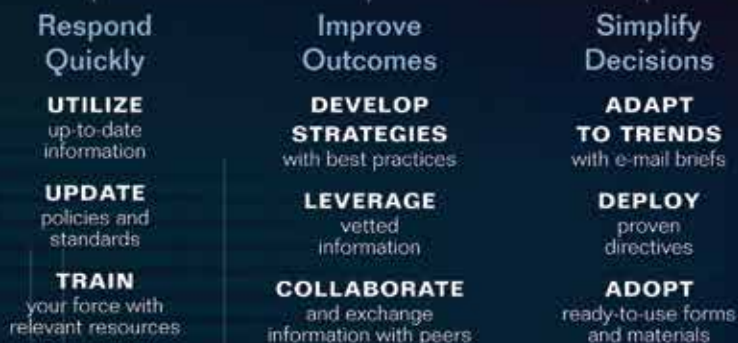 Respond
Quickly
UTILIZE
up-to-date
information
UPDATE
policies and
standards
TRAIN
your force with
relevant resources
Improve
Outcomes
DEVELOP
STRATEGIES
with best practices
LEVERAGE
vetted
information
COLLABORATE
and exchange
information with peers
Simplify
Decisions
ADAPT
TO TRENDS
with e-mail briefs
DEPLOY
proven
directives
ADOPT
ready-to-use forms
and materials